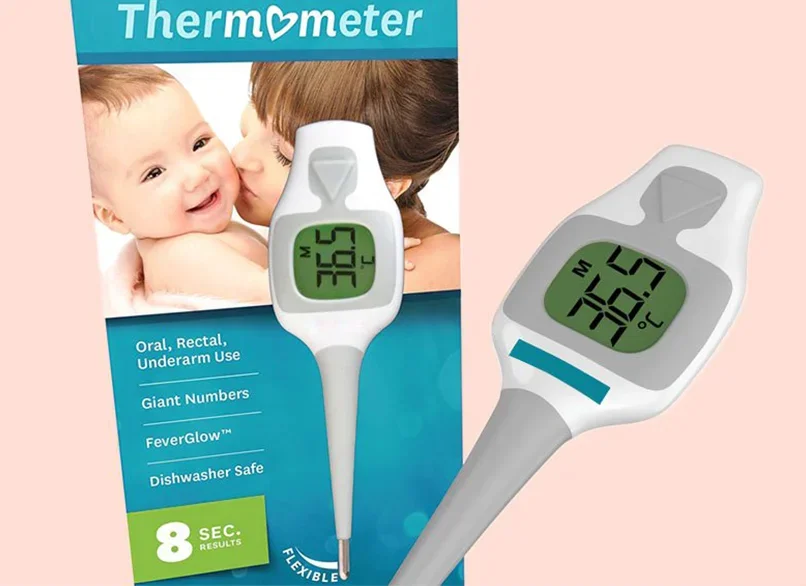 Thermometer
M
36.5
°C
Oral, Rectal,
Underarm Use
Giant Numbers
FeverGlow™
Dishwasher Safe
8 SEC.
RESULTS
FLEXIBLE
M
36.5
°C